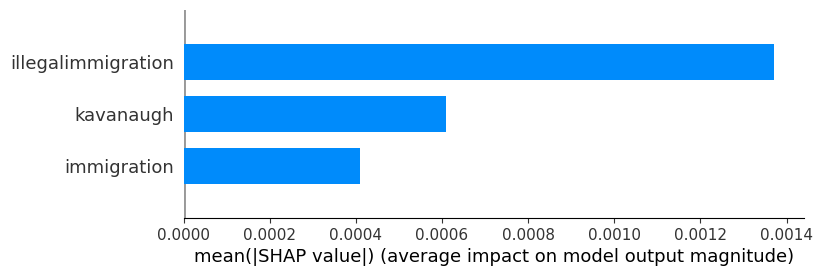 illegalimmigration
kavanaugh
immigration
0.0000 0.0002 0.0004 0.0006 0.0008 0.0010 0.0012 0.0014
mean(|SHAP value|) (average impact on model output magnitude)